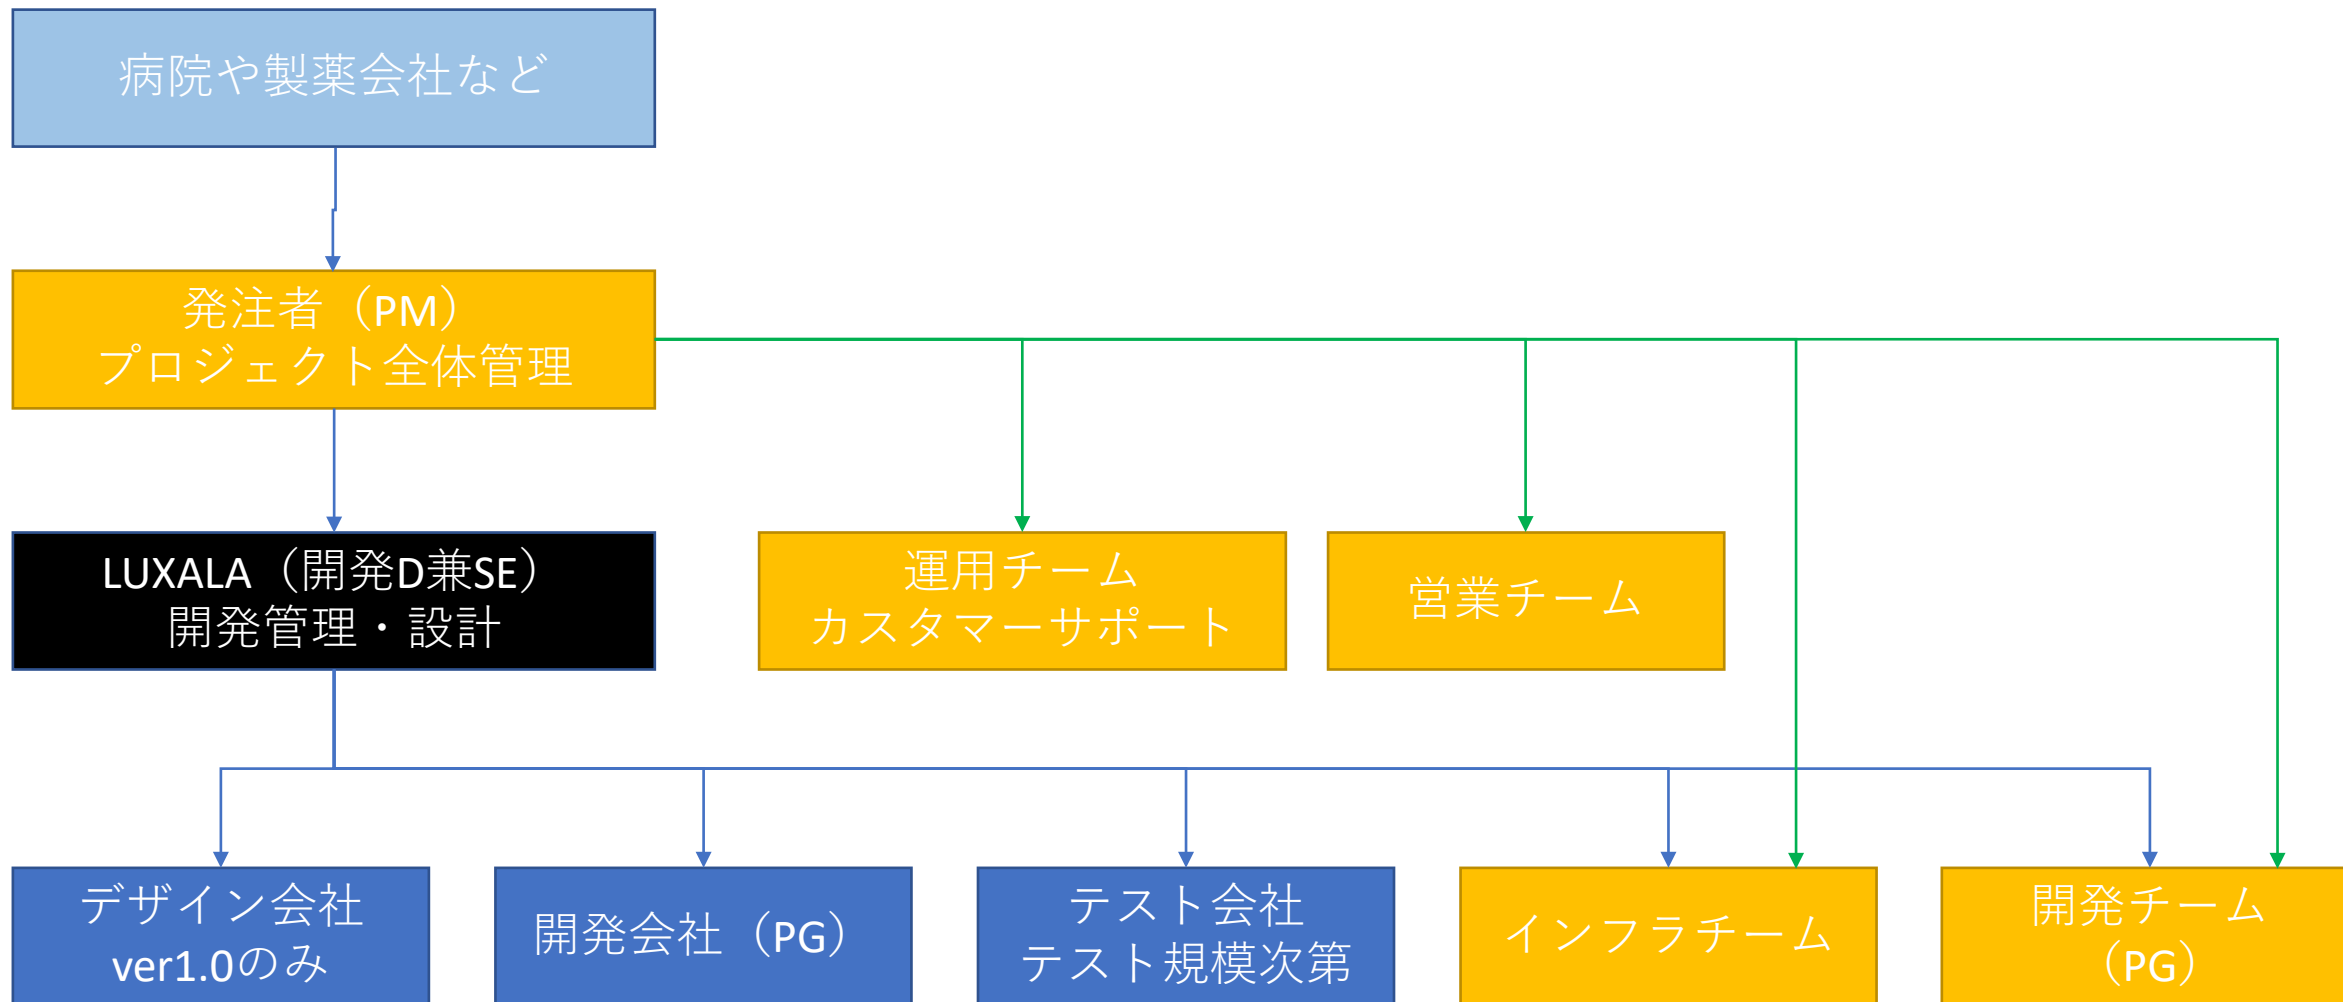 病院や製薬会社など
発注者（PM）
プロジェクト全体管理
LUXALA（開発D兼SE）
開発管理・設計
運用チーム
カスタマーサポート
営業チーム
デザイン会社
ver1.0のみ
開発会社（PG）
テスト会社
テスト規模次第
インフラチーム
開発チーム
（PG）